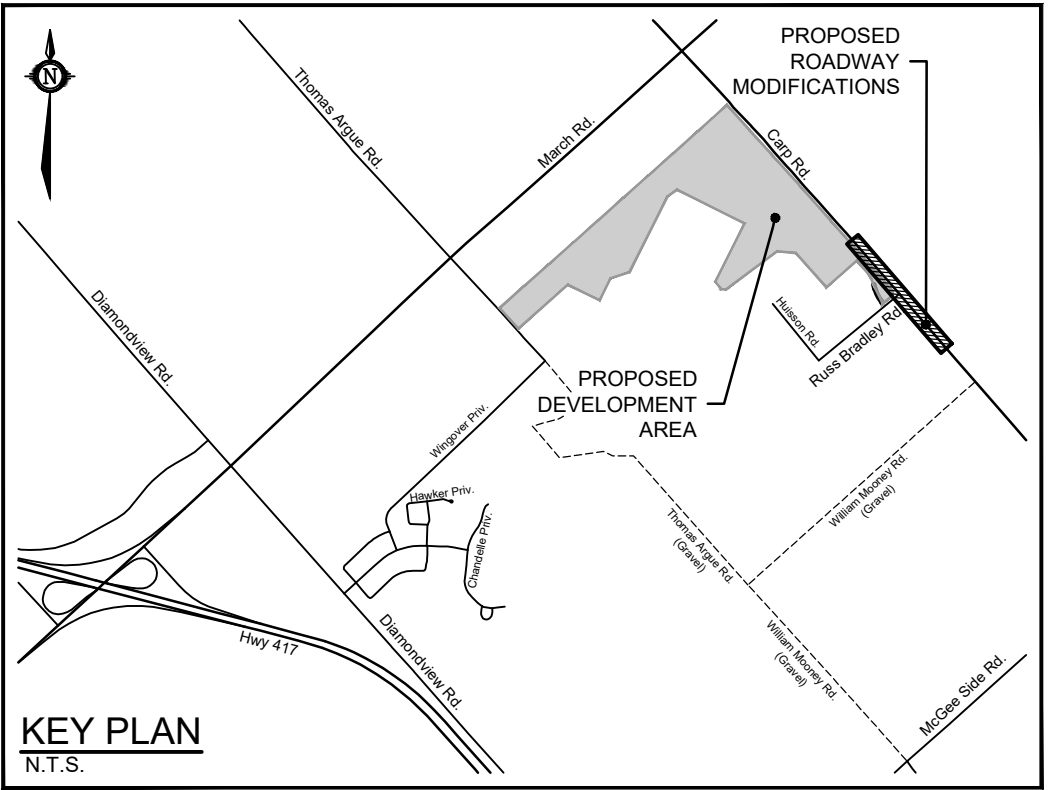 PROPOSED
ROADWAY
MODIFICATIONS
N
Thomas Argue Rd.
March Rd.
Carp Rd.
Diamondview Rd.
Huisson Rd.
Russ Bradley Rd.
PROPOSED
DEVELOPMENT
AREA
Wingover Priv.
Hawker Priv.
Chandelle Priv.
William Mooney Rd.
(Gravel)
Thomas Argue Rd.
(Gravel)
Hwy 417
Diamondview Rd.
William Mooney Rd.
(Gravel)
McGee Side Rd.
KEY PLAN
N.T.S.